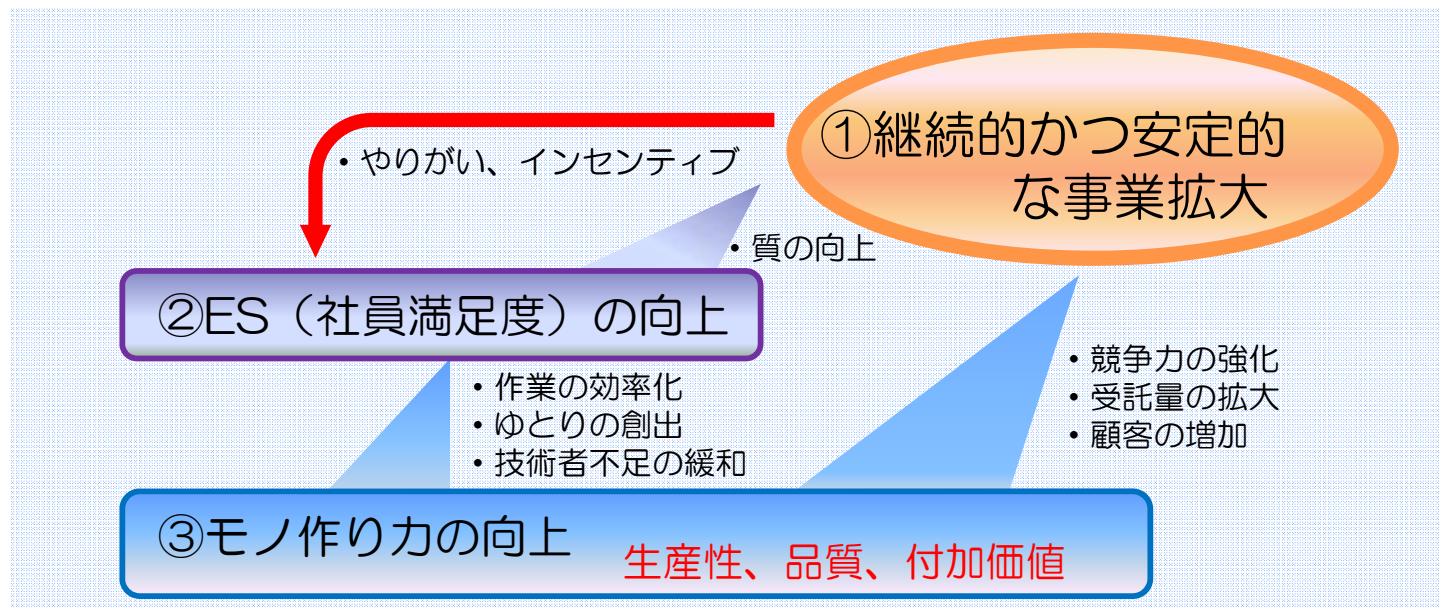 ①継続的かつ安定的
な事業拡大
・やりがい、インセンティブ
・質の向上
②ES（社員満足度）の向上
・作業の効率化
・ゆとりの創出
・技術者不足の緩和
・競争力の強化
・受託量の拡大
・顧客の増加
③モノ作り力の向上
生産性、品質、付加価値